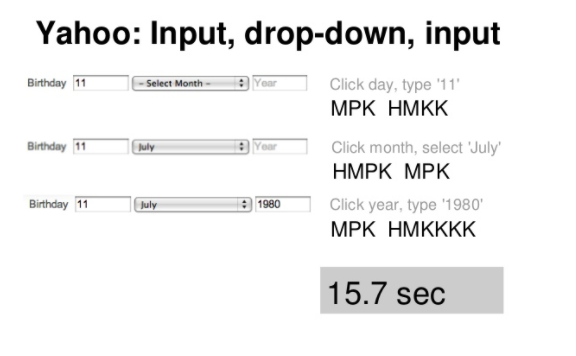 Yahoo: Input, drop-down, input
Birthday 11 - Select Month - Year
Click day, type '11'
MPK HMKK
Birthday 11 July Year
Click month, select 'July'
HMPK MPK
Birthday 11 July 1980
Click year, type '1980'
MPK HMKKKK
15.7 sec